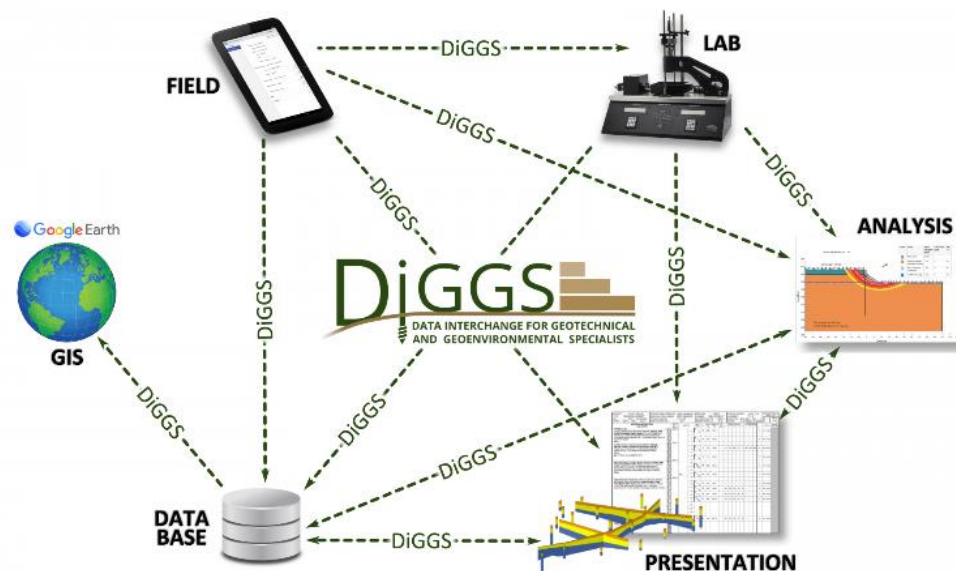 DiGGS
LAB
FIELD
DiGGS
DiGGS
DiGGS
Google Earth
ANALYSIS
DiGGS
DiGGS
DiGGS
DATA INTERCHANGE FOR GEOTECHNICAL
AND GEOENVIRONMENTAL SPECIALISTS
GIS
DiGGS
DiGGS
DiGGS
DiGGS
DATA
BASE
DiGGS
PRESENTATION